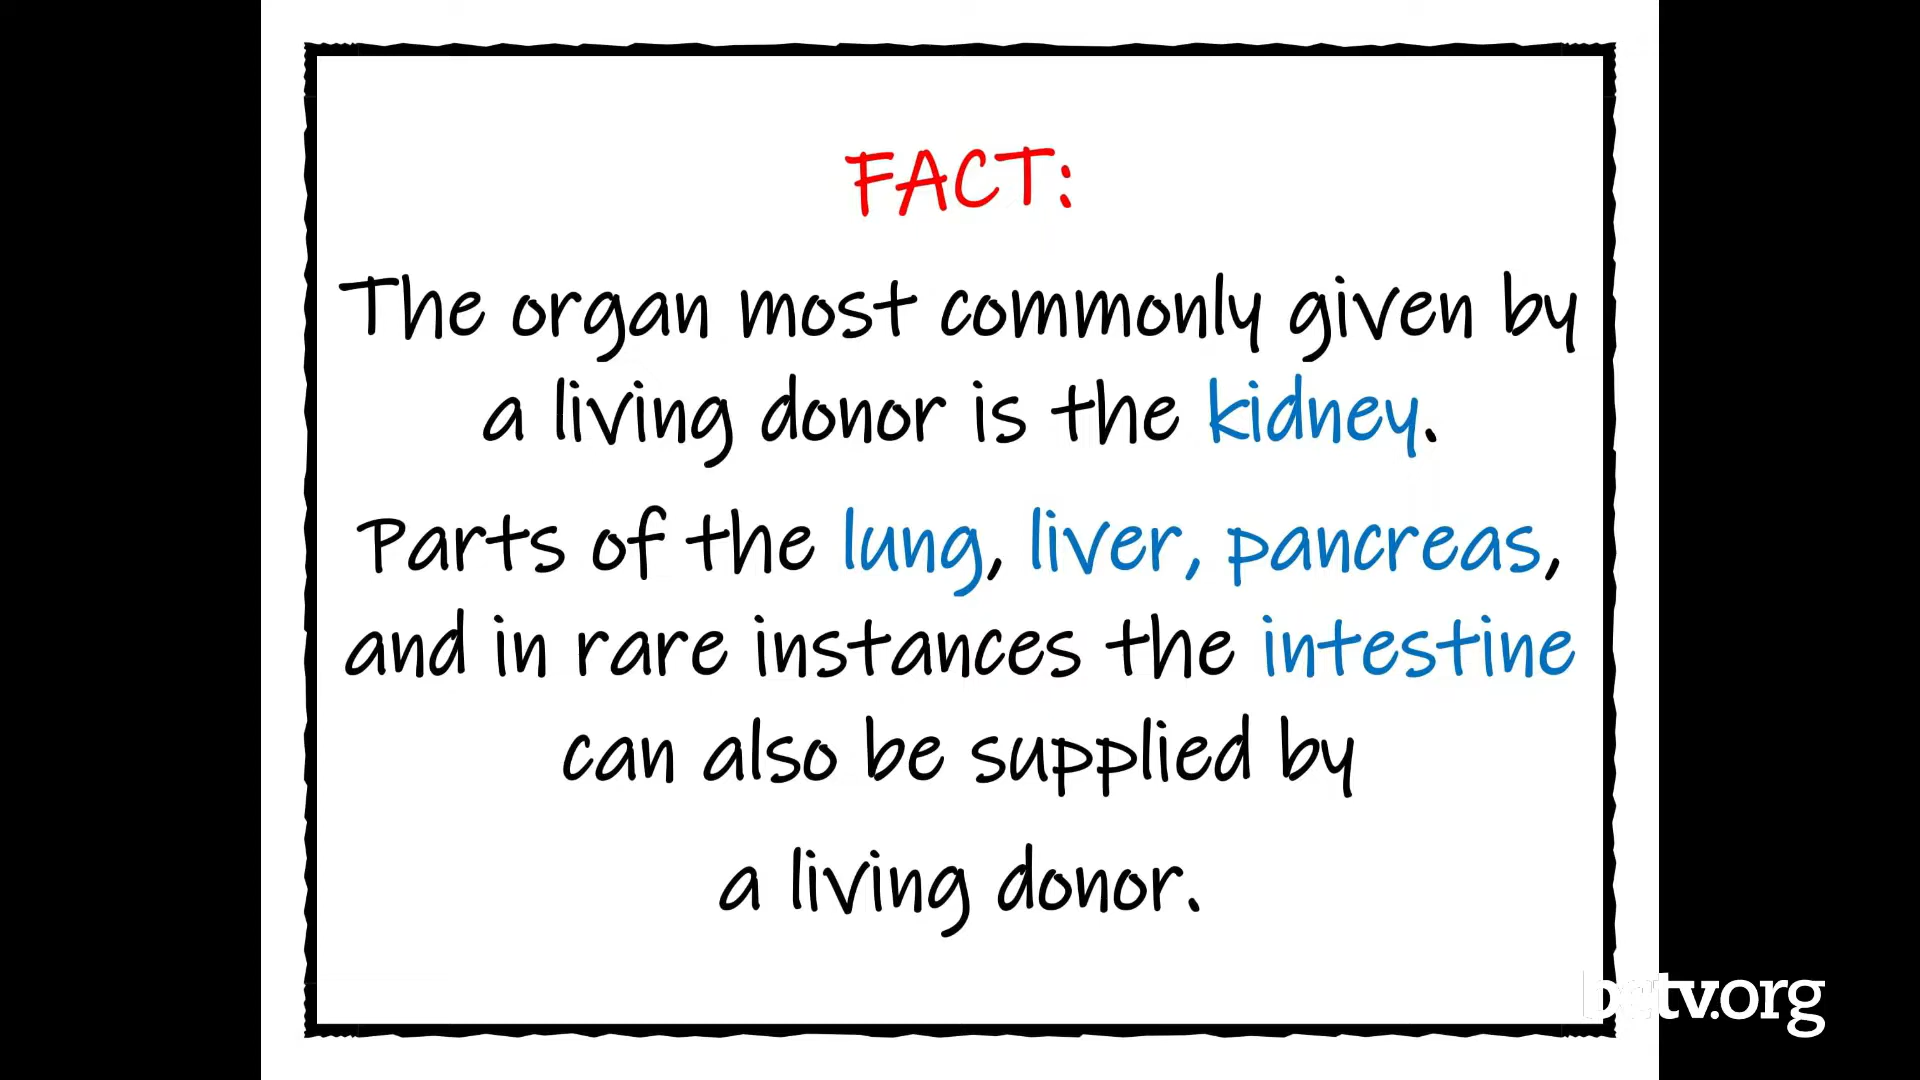 FACT:
The organ most commonly given by
a living donor is the kidney.
Parts of the lung, liver, pancreas,
and in rare instances the intestine
can also be supplied by
a living donor.
bctv.org